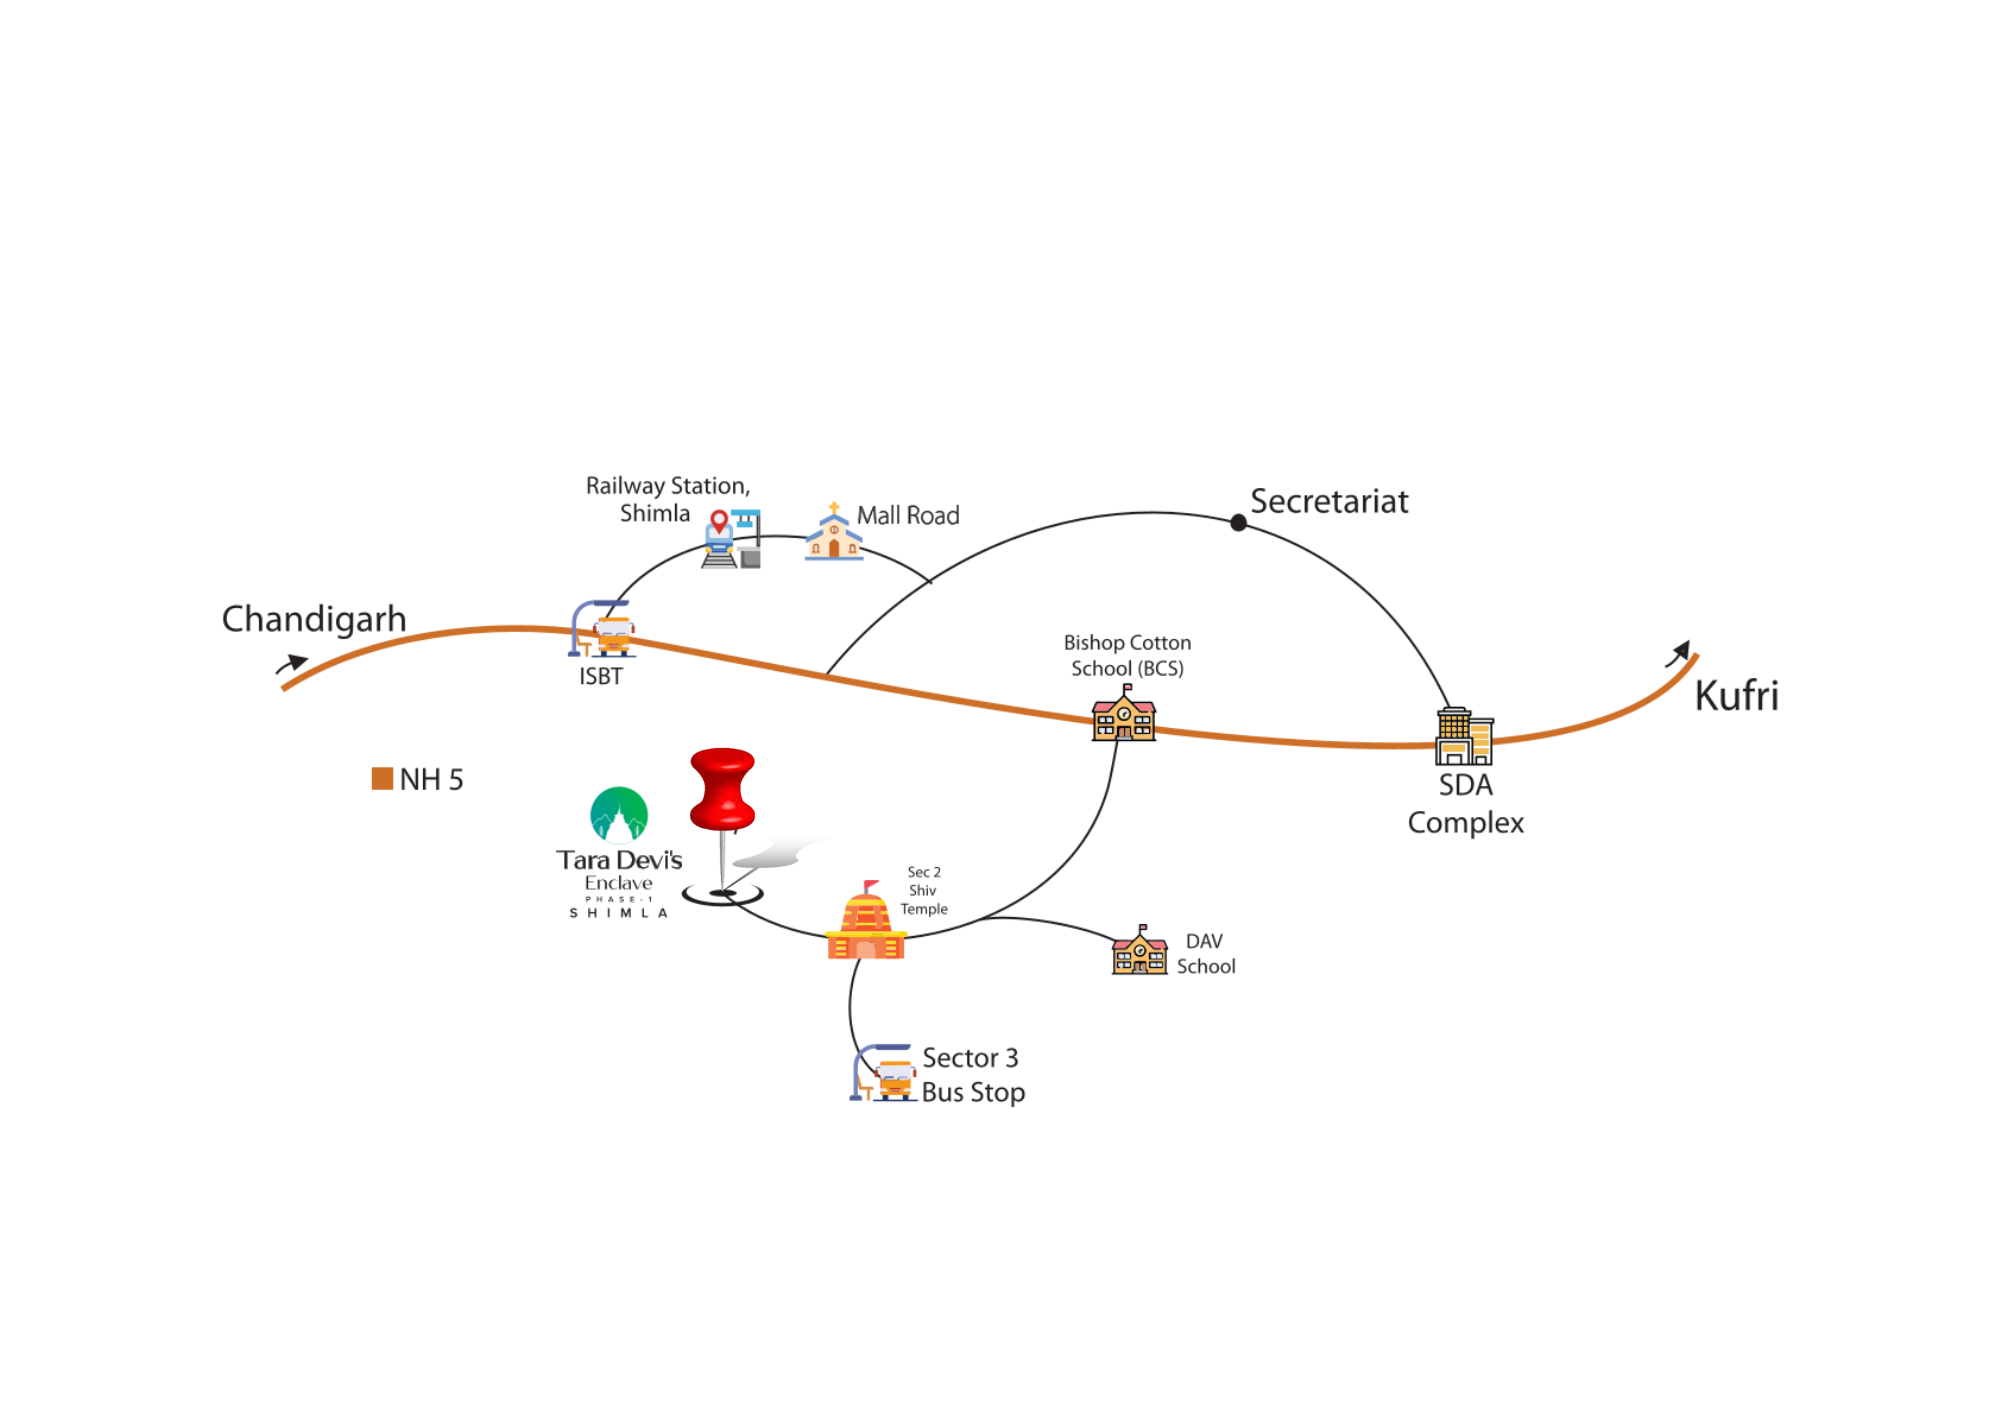 Railway Station,
Shimla
Mall Road
Secretariat
Chandigarh
ISBT
Bishop Cotton
School (BCS)
Kufri
NH 5
SDA
Complex
Tara Devi's
Enclave
PHASE-1
SHIMLA
Sec 2
Shiv
Temple
DAV
School
Sector 3
Bus Stop